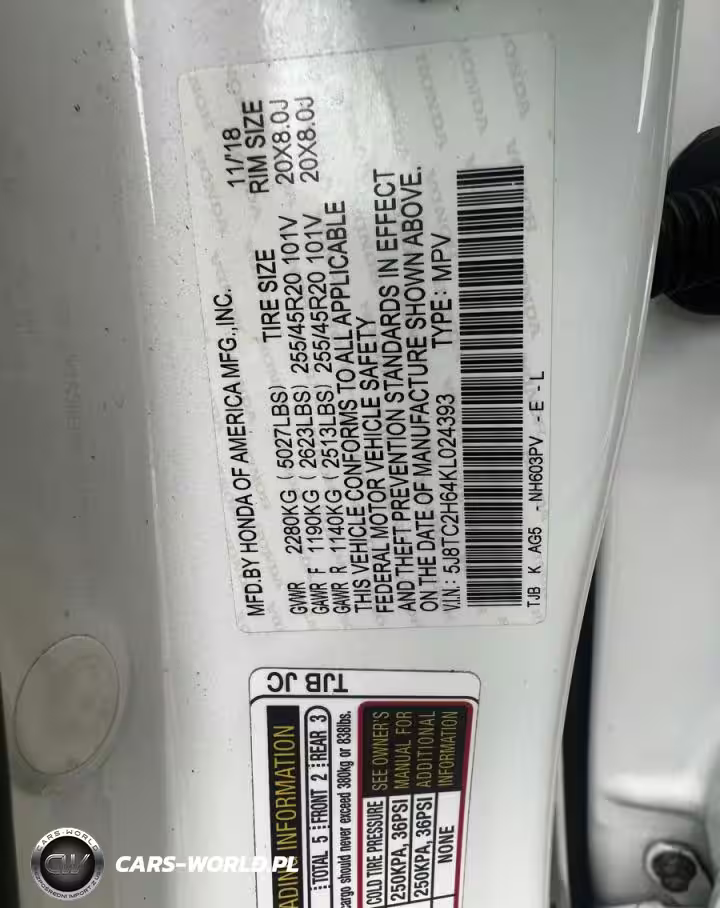 MFD.BY HONDA OF AMERICA MFG.,INC. 11/18
TIRE SIZE RIM SIZE
GVWR 2280KG ( 5027LBS)
GAWR F 1190KG ( 2623LBS) 255/45R20 101V 20X8.0J
GAWR R 1140KG ( 2513LBS) 255/45R20 101V 20X8.0J
THIS VEHICLE CONFORMS TO ALL APPLICABLE
FEDERAL MOTOR VEHICLE SAFETY
AND THEFT PREVENTION STANDARDS IN EFFECT
ON THE DATE OF MANUFACTURE SHOWN ABOVE.
V.I.N.: 5J8TC2H64KL024393 TYPE: MPV
TJB K AG5 -NH603PV -E-L
TJB JC
INFORMATION
TOTAL 5 FRONT 2 REAR 3
should never exceed 380kg or 838lbs.
COLD TIRE PRESSURE
250KPA, 36PSI
250KPA, 36PSI
NONE
SEE OWNER'S
MANUAL FOR
ADDITIONAL
INFORMATION
CARS-WORLD
CW
CARS-WORLD.PL